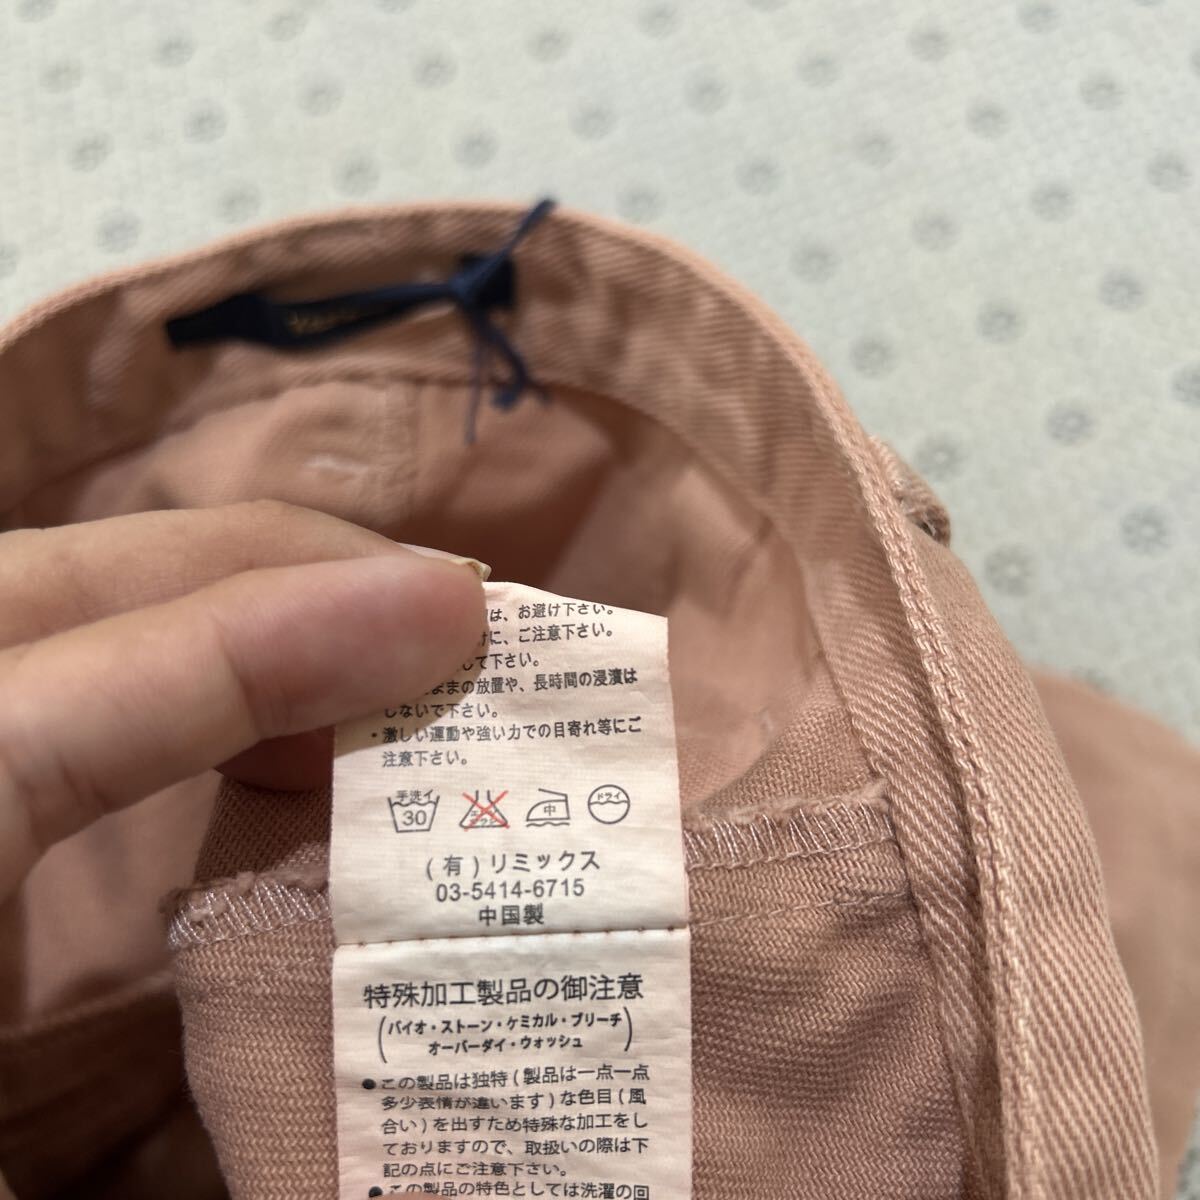 は、お避け下さい。
に、ご注意下さい。
して下さい。
ままの放置や、長時間の浸漬は
しないで下さい。
・激しい運動や強い力での目寄れ等にご
注意下さい。
手洗イ
30
エンソ
サラシ
中
ドライ
(有)リミックス
03-5414-6715
中国製
特殊加工製品の御注意
(バイオ・ストーン・ケミカル・ブリーチ
オーバーダイ・ウォッシュ)
●この製品は独特(製品は一点一点
多少表情が違います)な色目(風
合い)を出すため特殊な加工をし
ておりますので、取扱いの際は下
記の点にご注意下さい。
●この製品の特色としては洗濯の回